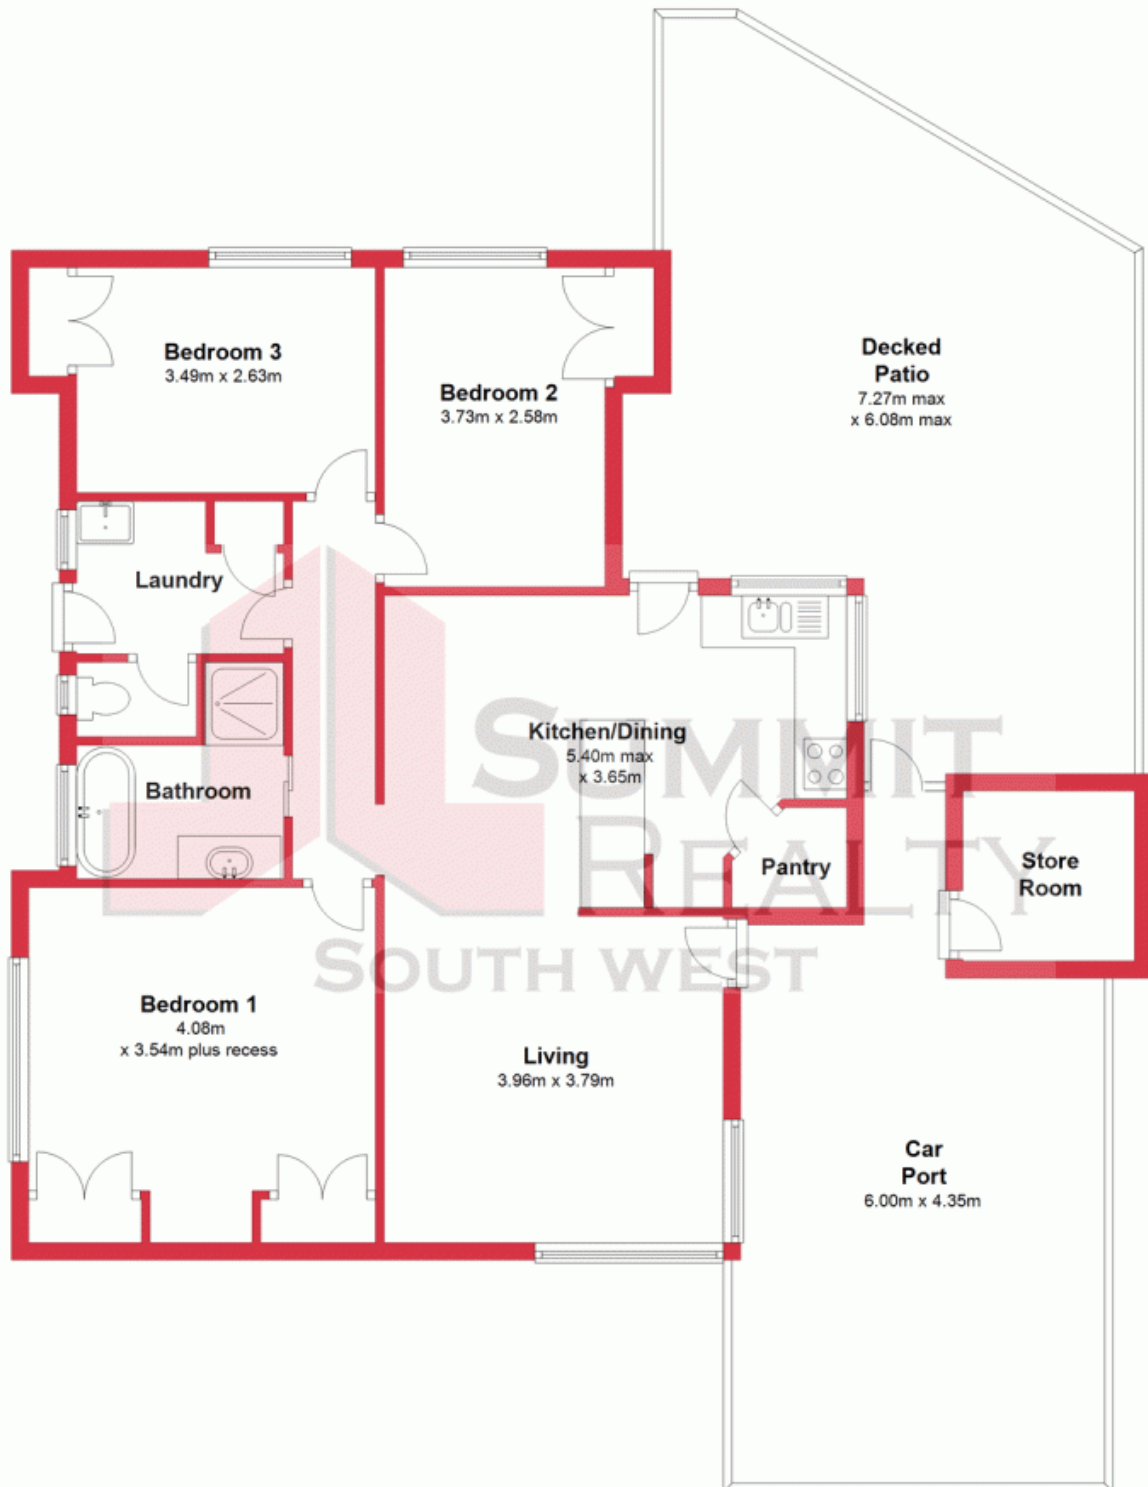 Bedroom 3
3.49m x 2.63m
Bedroom 2
3.73m x 2.58m
Decked
Patio
7.27m max
x 6.08m max
Laundry
Kitchen/Dining
5.40m max
x 3.65m
SUMMIT
REALTY
SOUTH WEST
Bathroom
Pantry
Store
Room
Bedroom 1
4.08m
x 3.54m plus recess
Living
3.96m x 3.79m
Car
Port
6.00m x 4.35m